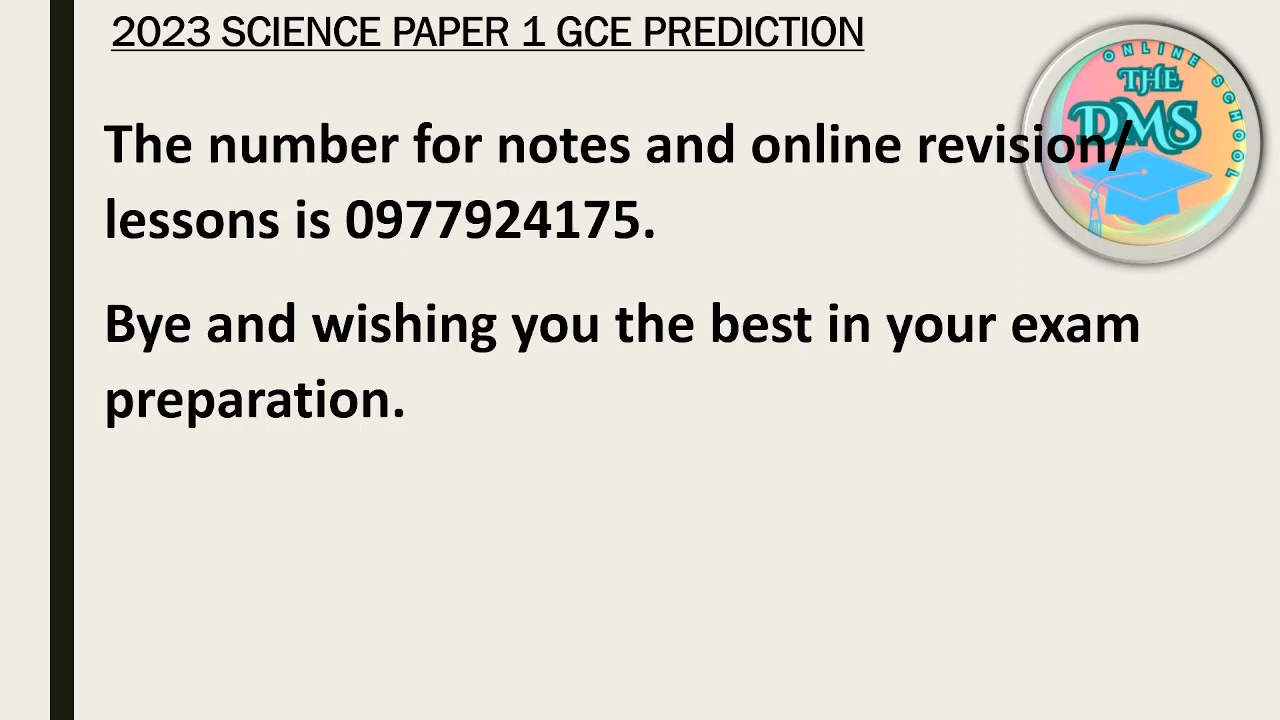 2023 SCIENCE PAPER 1 GCE PREDICTION
ONLINE SCHOOL
THE
DMS
The number for notes and online revision/
lessons is 0977924175.
Bye and wishing you the best in your exam
preparation.